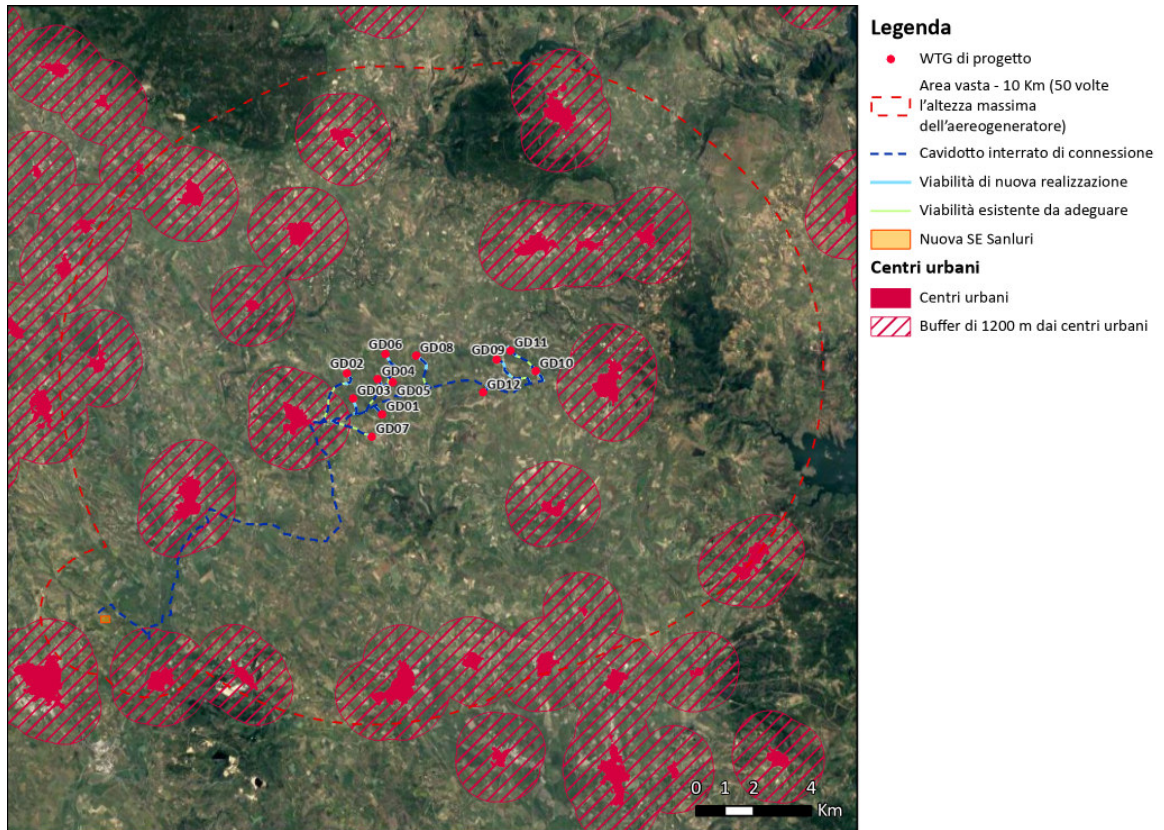 Legenda
WTG di progetto
Area vasta - 10 Km (50 volte
l'altezza massima
dell'aereogeneratore)
Cavidotto interrato di connessione
Viabilità di nuova realizzazione
Viabilità esistente da adeguare
Nuova SE Sanluri
Centri urbani
Centri urbani
Buffer di 1200 m dai centri urbani
GD06
GD08
GD09
GD11
GD02
GD04
GD10
GD03
GD05
GD12
GD01
GD07
0 1 2 4
Km